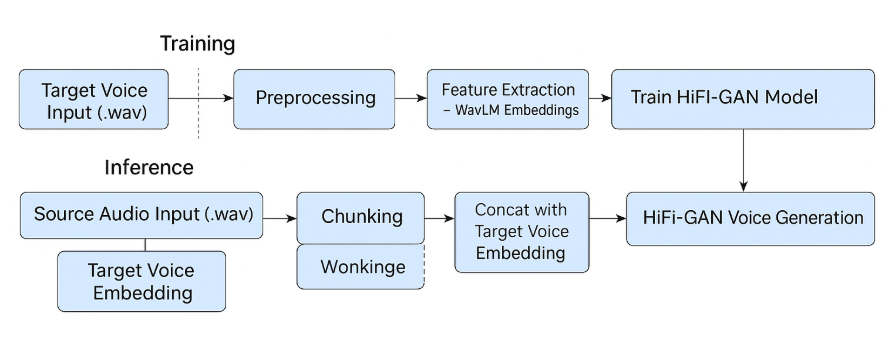 Training
Target Voice
Input (.wav)
Preprocessing
Feature Extraction
– WavLM Embeddings
Train HiFI-GAN Model
Inference
Source Audio Input (.wav)
Target Voice
Embedding
Chunking
Wonkinge
Concat with
Target Voice
Embedding
HiFi-GAN Voice Generation